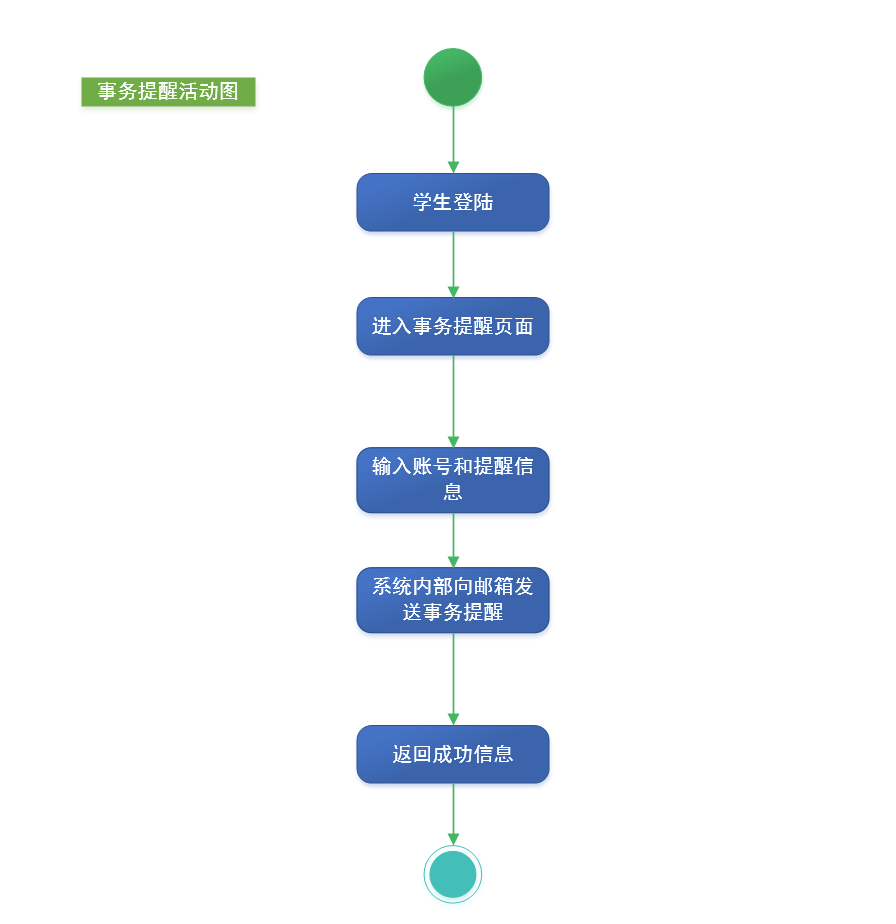 事务提醒活动图
学生登陆
进入事务提醒页面
输入账号和提醒信
息
系统内部向邮箱发
送事务提醒
返回成功信息